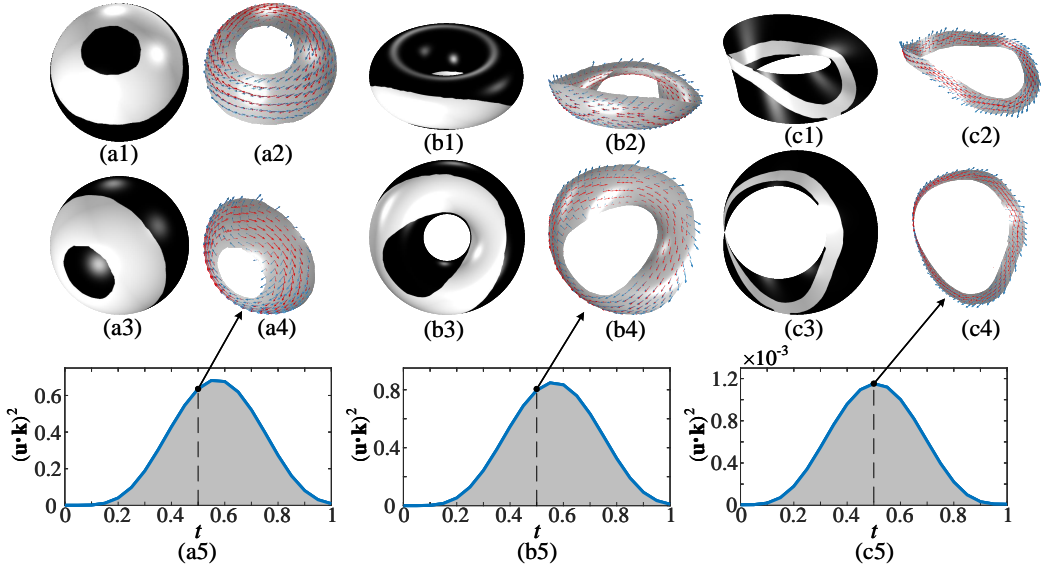 (a1) (a2) (b1) (b2) (c1) (c2)
(a3) (a4) (b3) (b4) (c3) (c4)
×10⁻³
0.6 0.8 1.2
0.4 0.8
0.2 0.4 0.4
0 0 0
(u·k)² (u·k)² (u·k)²
0 0.2 0.4 0.6 0.8 1 0 0.2 0.4 0.6 0.8 1 0 0.2 0.4 0.6 0.8 1
t t t
(a5) (b5) (c5)